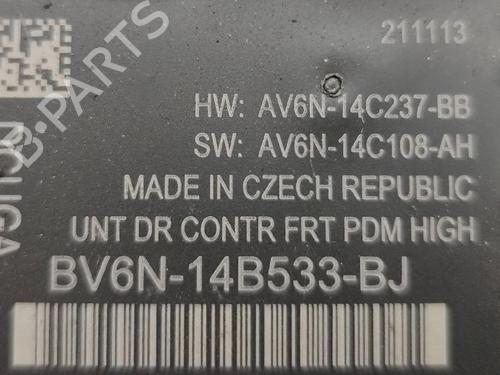 211113
HW: AV6N-14C237-BB
SW: AV6N-14C108-AH
MADE IN CZECH REPUBLIC
UNT DR CONTR FRT PDM HIGH
BV6N-14B533-BJ
B-PARTS